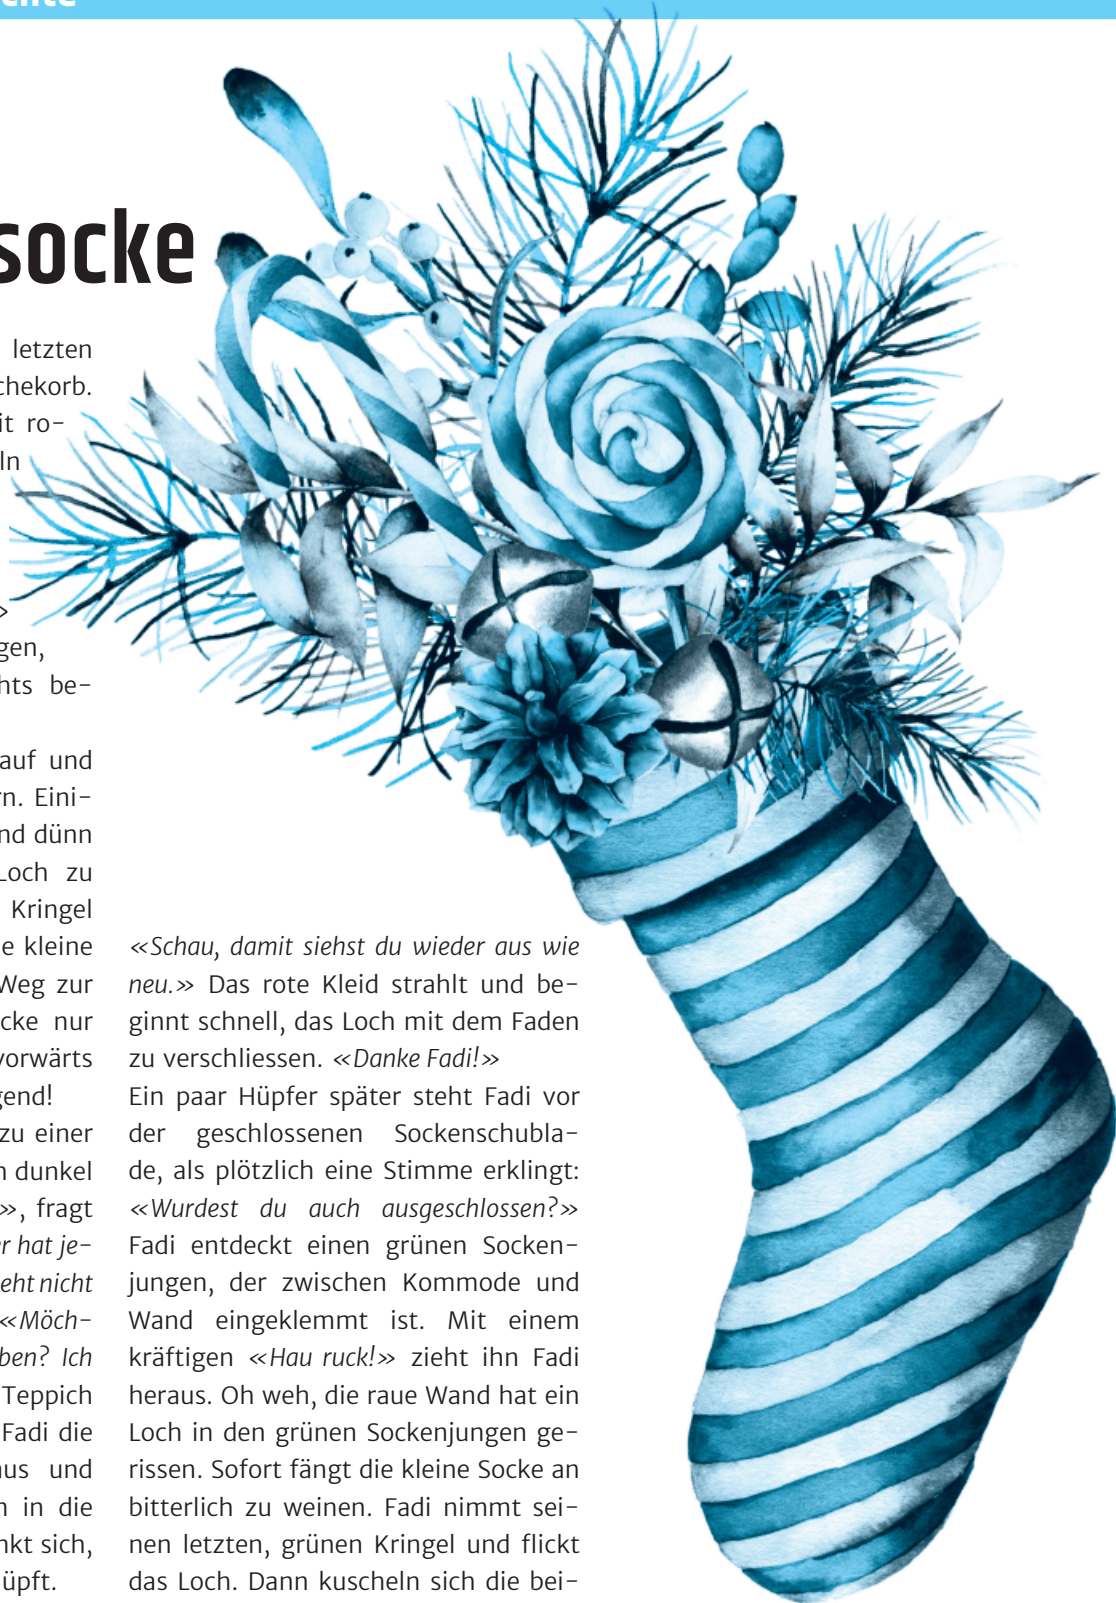 socke
letzten
chekorb.
it ro-
ln
»
gen,
hts be-
auf und
rn. Eini-
nd dünn
Loch zu
Kringel
e kleine
Weg zur
cke nur
vorwärts
gend!
zu einer
n dunkel
», fragt
er hat je-
eht nicht
«Möch-
ben? Ich
Teppich
Fadi die
aus und
n in die
nkt sich,
üpft.
«Schau, damit siehst du wieder aus wie
neu.» Das rote Kleid strahlt und be-
ginnt schnell, das Loch mit dem Faden
zu verschliessen. «Danke Fadi!»
Ein paar Hüpfer später steht Fadi vor
der geschlossenen Sockenschubla-
de, als plötzlich eine Stimme erklingt:
«Wurdest du auch ausgeschlossen?»
Fadi entdeckt einen grünen Socken-
jungen, der zwischen Kommode und
Wand eingeklemmt ist. Mit einem
kräftigen «Hau ruck!» zieht ihn Fadi
heraus. Oh weh, die raue Wand hat ein
Loch in den grünen Sockenjungen ge-
rissen. Sofort fängt die kleine Socke an
bitterlich zu weinen. Fadi nimmt sei-
nen letzten, grünen Kringel und flickt
das Loch. Dann kuscheln sich die bei-